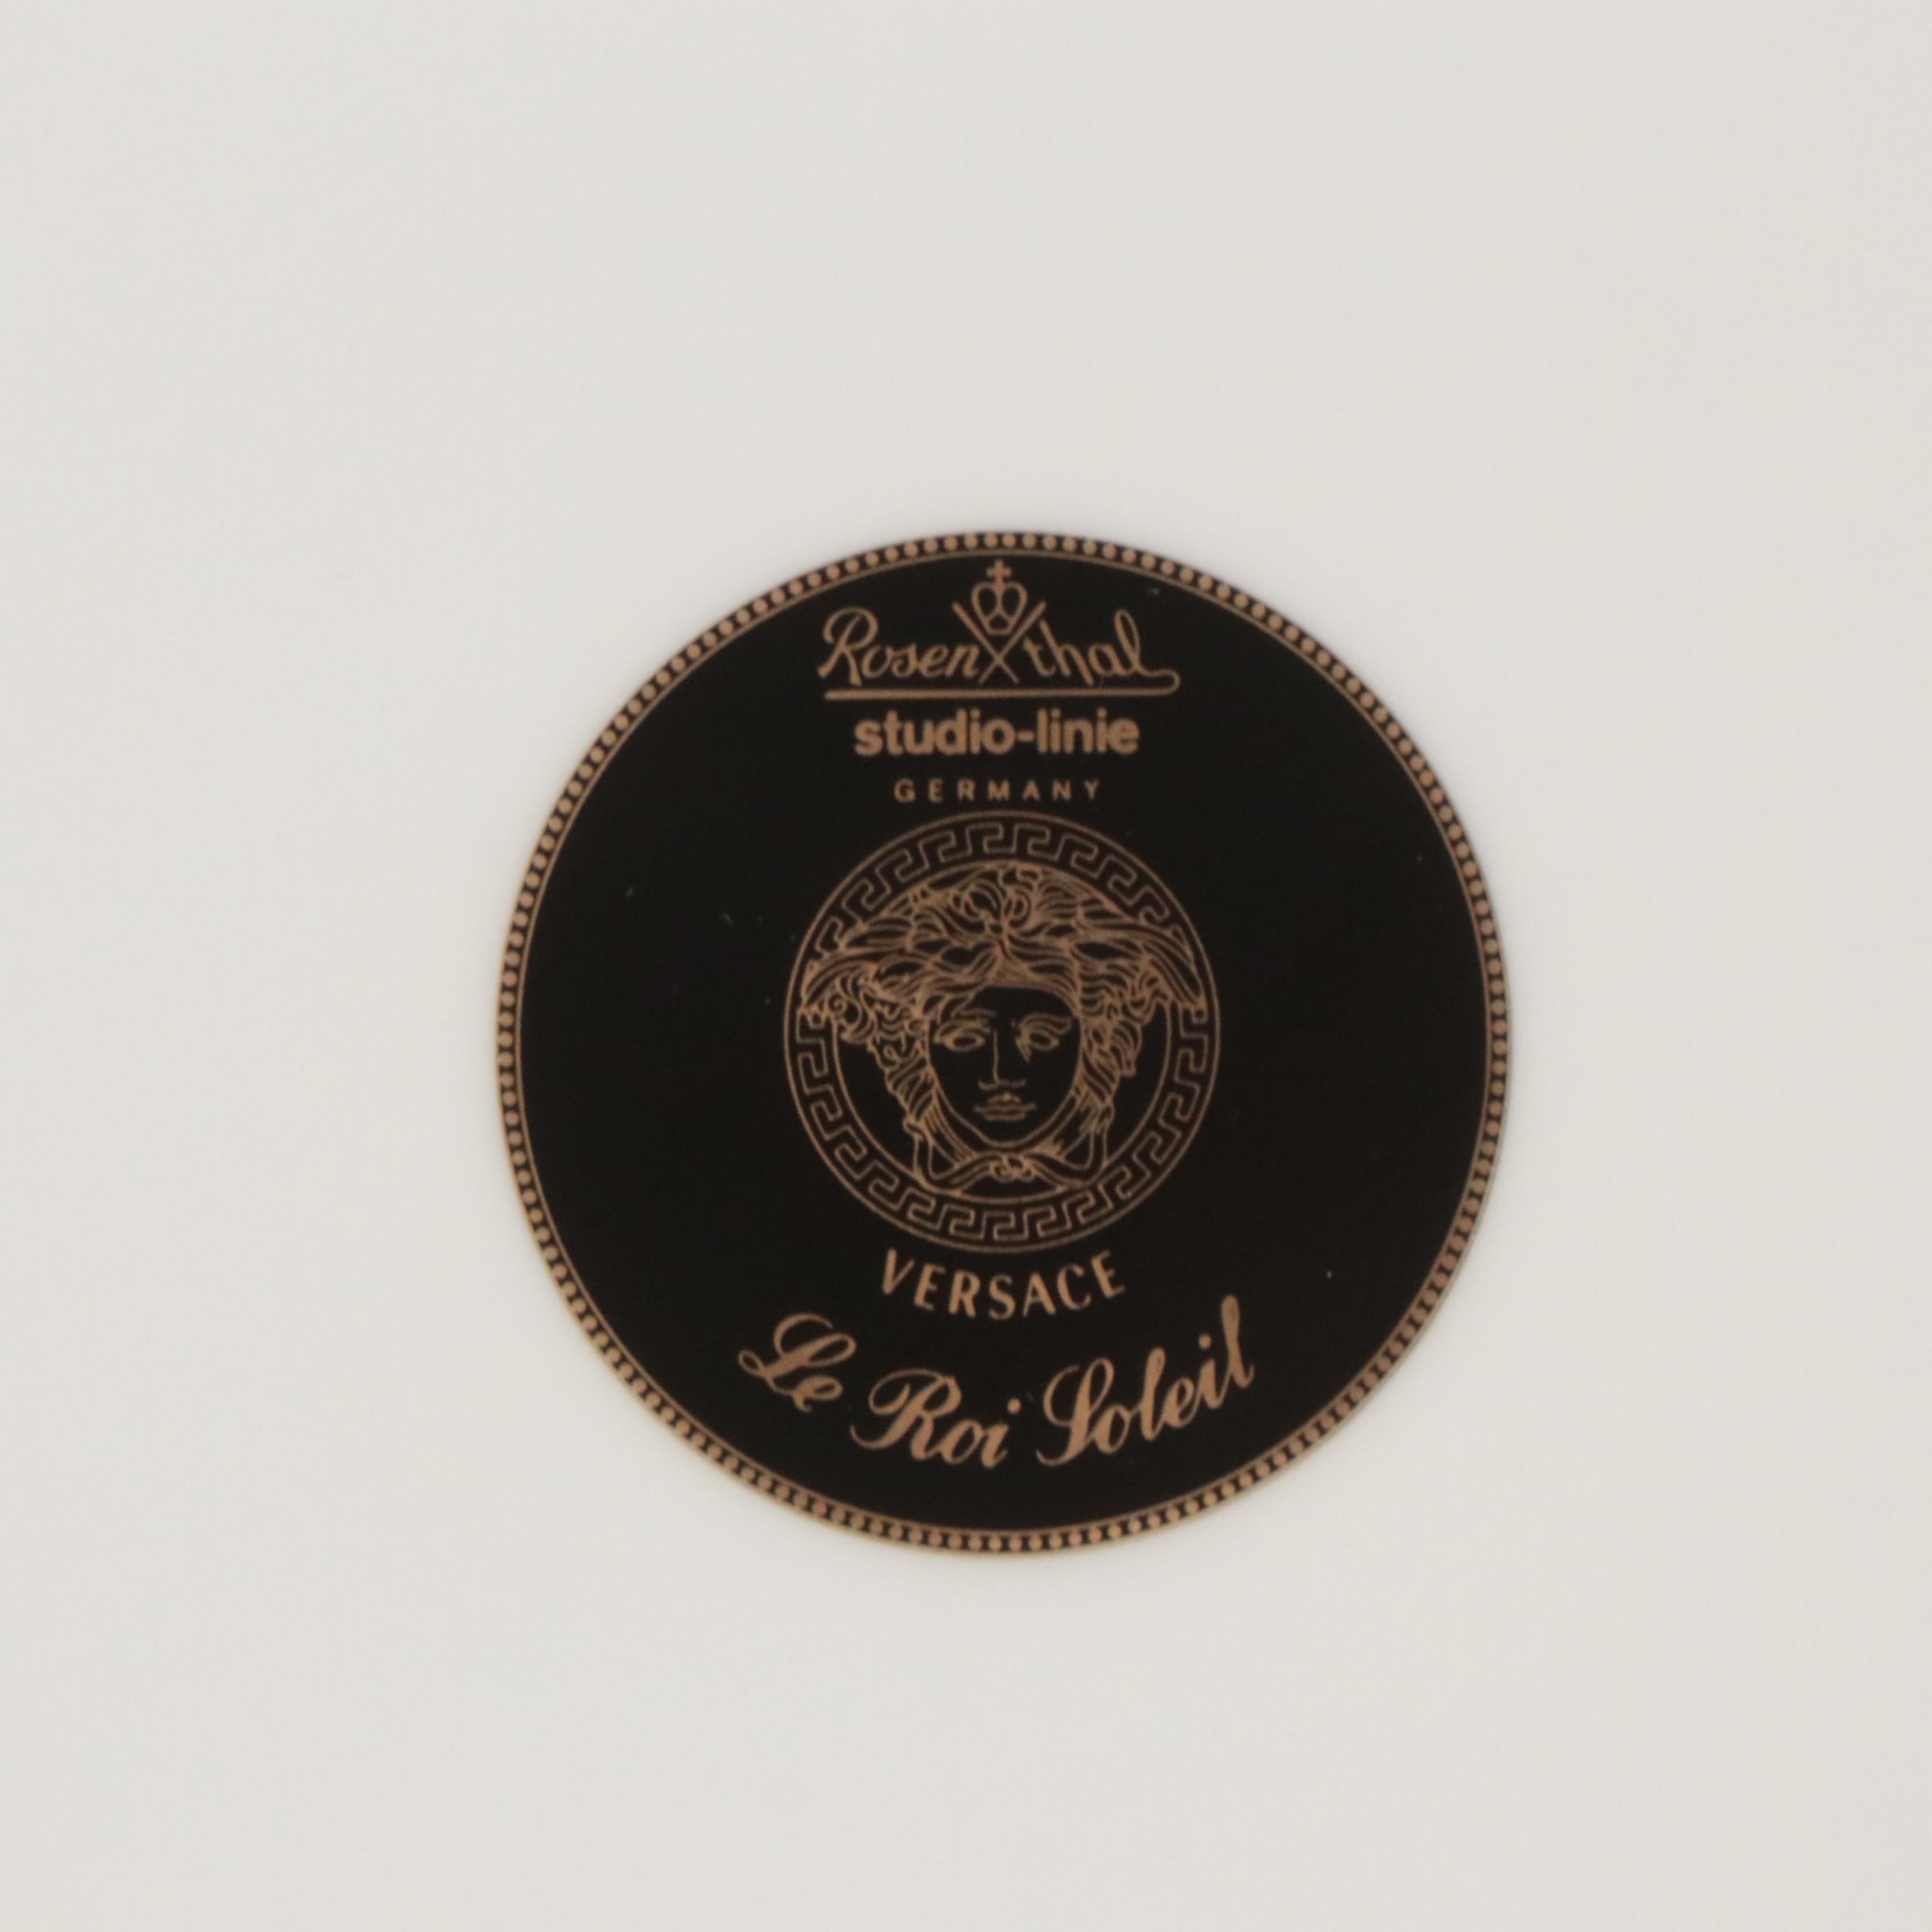 Rosenthal
studio-linie
GERMANY
VERSACE
Le Roi Soleil